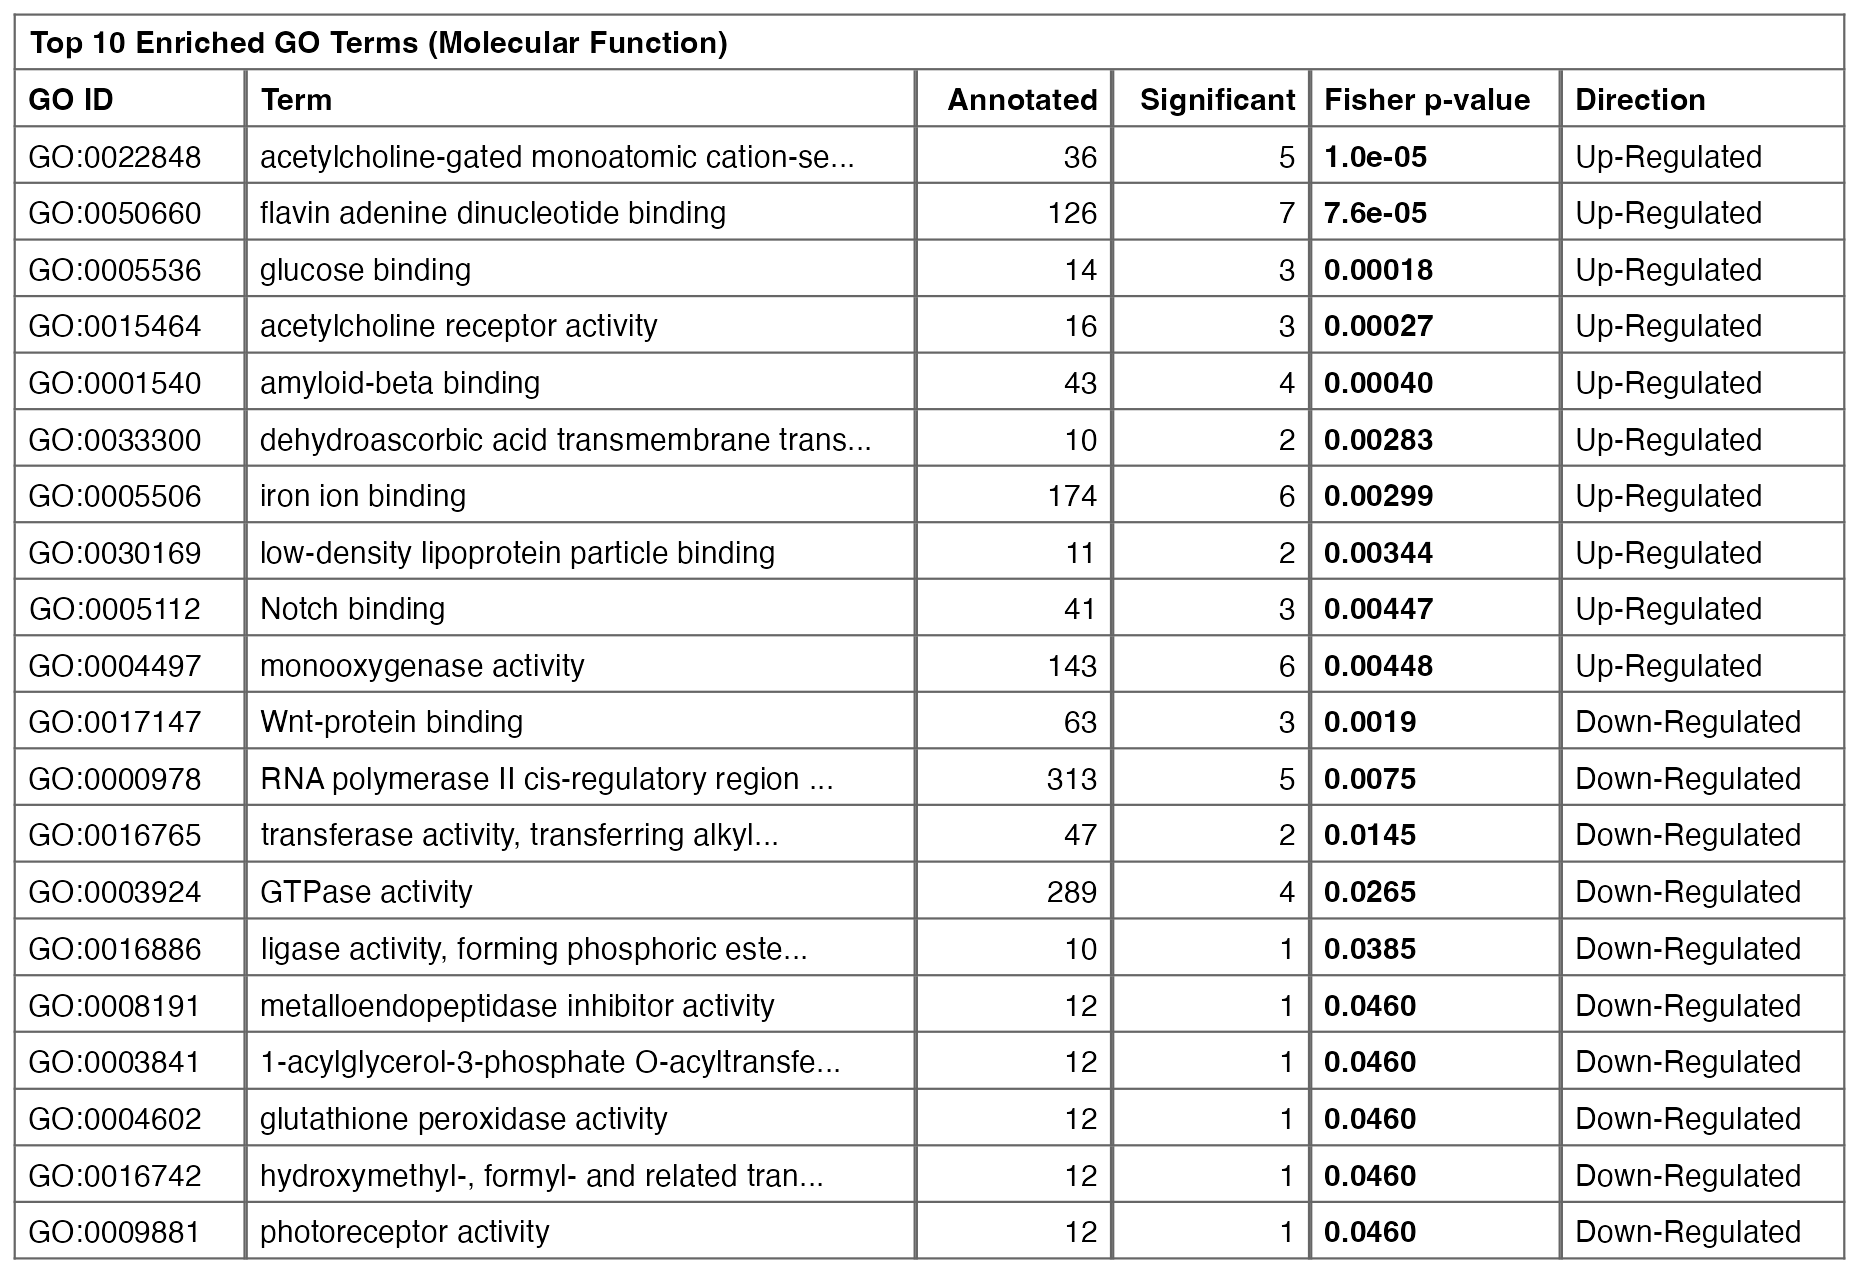 Top 10 Enriched GO Terms (Molecular Function)
GO ID Term Annotated Significant Fisher p-value Direction
GO:0022848 acetylcholine-gated monoatomic cation-se... 36 5 1.0e-05 Up-Regulated
GO:0050660 flavin adenine dinucleotide binding 126 7 7.6e-05 Up-Regulated
GO:0005536 glucose binding 14 3 0.00018 Up-Regulated
GO:0015464 acetylcholine receptor activity 16 3 0.00027 Up-Regulated
GO:0001540 amyloid-beta binding 43 4 0.00040 Up-Regulated
GO:0033300 dehydroascorbic acid transmembrane trans... 10 2 0.00283 Up-Regulated
GO:0005506 iron ion binding 174 6 0.00299 Up-Regulated
GO:0030169 low-density lipoprotein particle binding 11 2 0.00344 Up-Regulated
GO:0005112 Notch binding 41 3 0.00447 Up-Regulated
GO:0004497 monooxygenase activity 143 6 0.00448 Up-Regulated
GO:0017147 Wnt-protein binding 63 3 0.0019 Down-Regulated
GO:0000978 RNA polymerase II cis-regulatory region ... 313 5 0.0075 Down-Regulated
GO:0016765 transferase activity, transferring alkyl... 47 2 0.0145 Down-Regulated
GO:0003924 GTPase activity 289 4 0.0265 Down-Regulated
GO:0016886 ligase activity, forming phosphoric este... 10 1 0.0385 Down-Regulated
GO:0008191 metalloendopeptidase inhibitor activity 12 1 0.0460 Down-Regulated
GO:0003841 1-acylglycerol-3-phosphate O-acyltransfe... 12 1 0.0460 Down-Regulated
GO:0004602 glutathione peroxidase activity 12 1 0.0460 Down-Regulated
GO:0016742 hydroxymethyl-, formyl- and related tran... 12 1 0.0460 Down-Regulated
GO:0009881 photoreceptor activity 12 1 0.0460 Down-Regulated